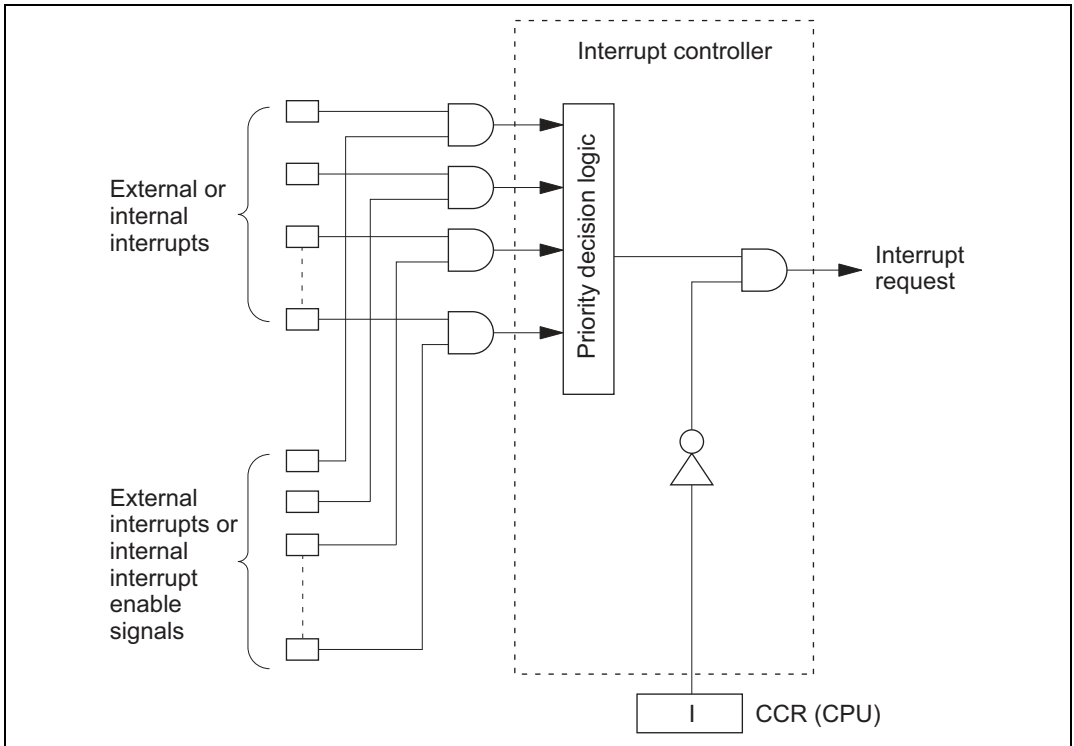 Interrupt controller
External or
internal
interrupts
Priority decision logic
Interrupt
request
External
interrupts or
internal
interrupt
enable
signals
I
CCR (CPU)